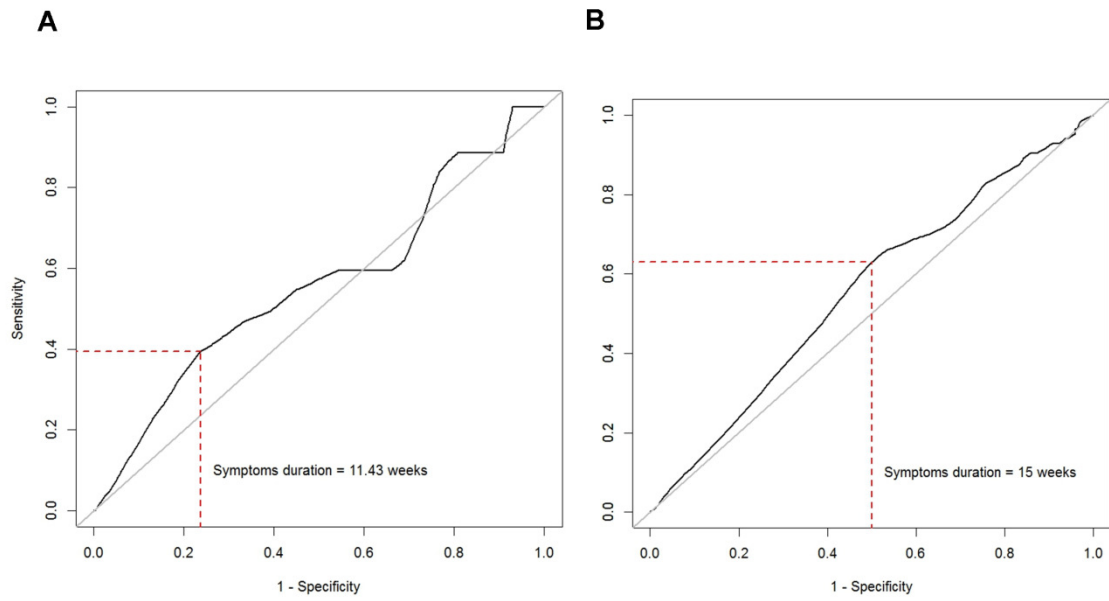 A
B
1.0
0.8
0.6
0.4
0.2
0.0
Sensitivity
Symptoms duration = 11.43 weeks
0.0 0.2 0.4 0.6 0.8 1.0
1 - Specificity
1.0
0.8
0.6
0.4
0.2
0.0
Symptoms duration = 15 weeks
0.0 0.2 0.4 0.6 0.8 1.0
1 - Specificity